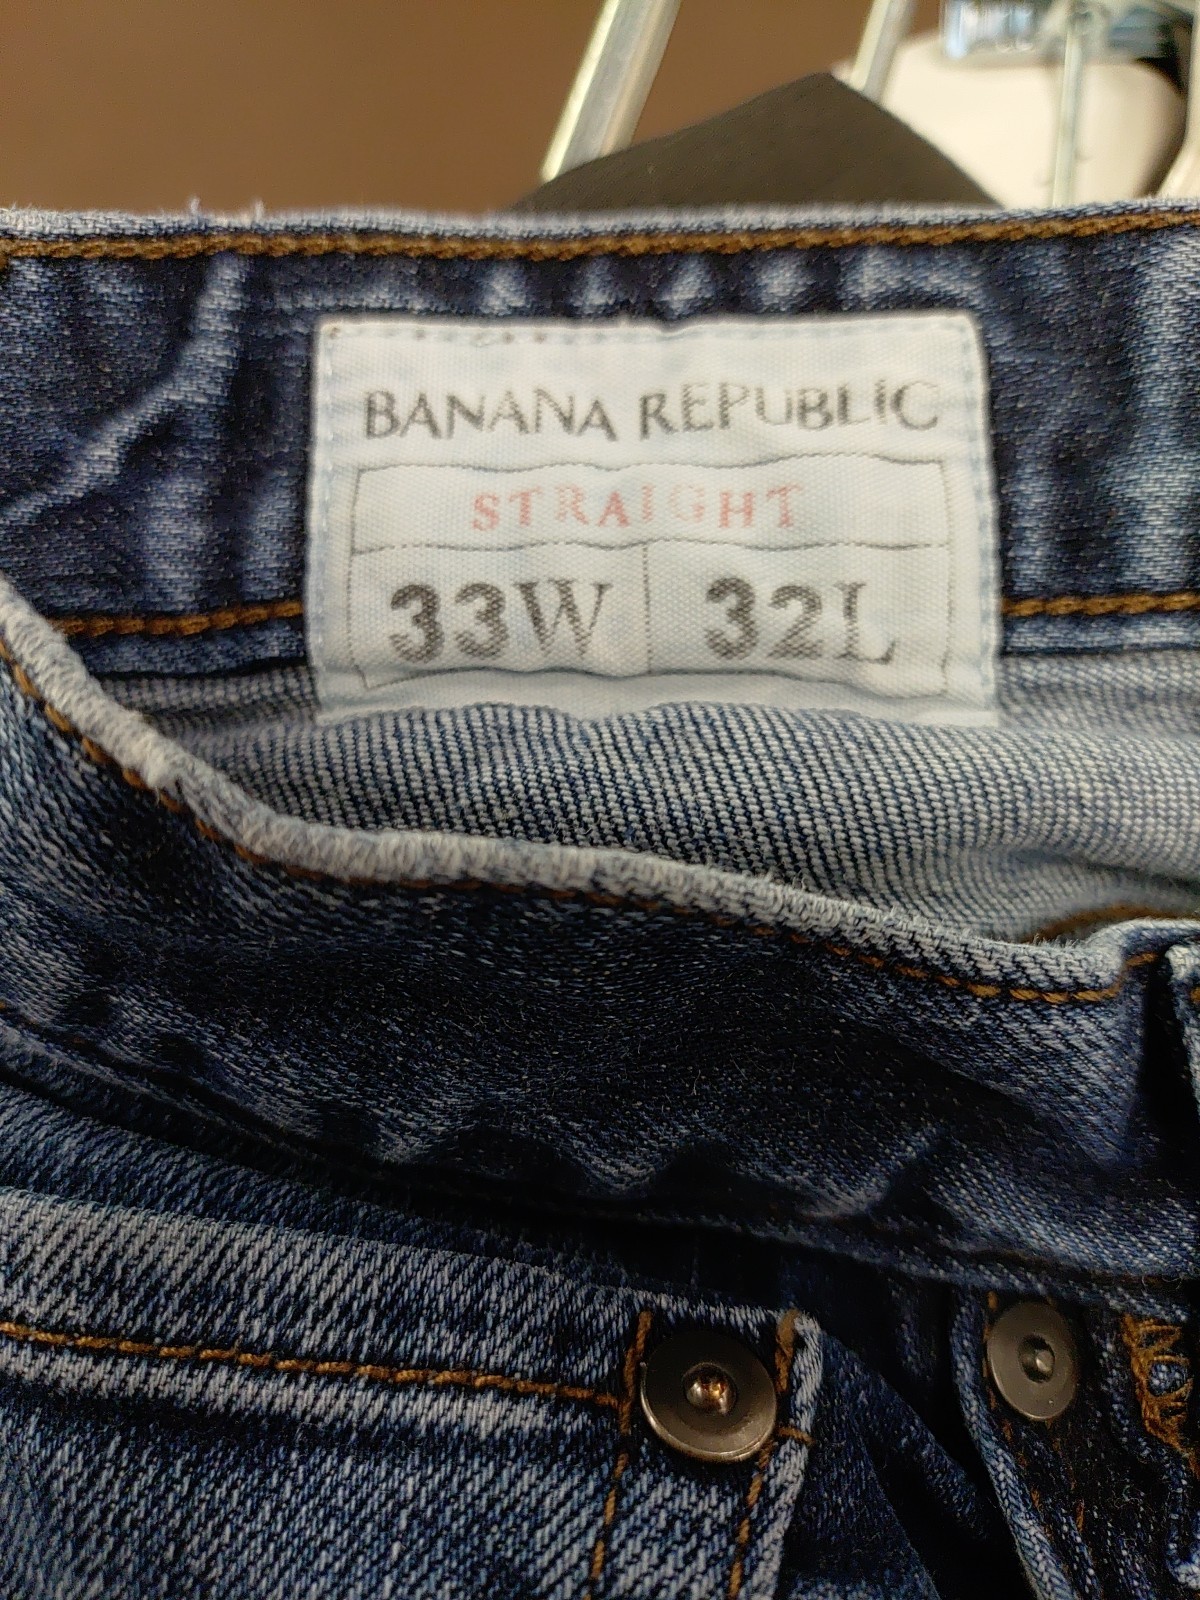 BANANA REPUBLIC
STRAIGHT
33W 32L